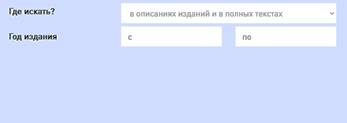 Где искать? в описаниях изданий и в полных текстах
Год издания с по